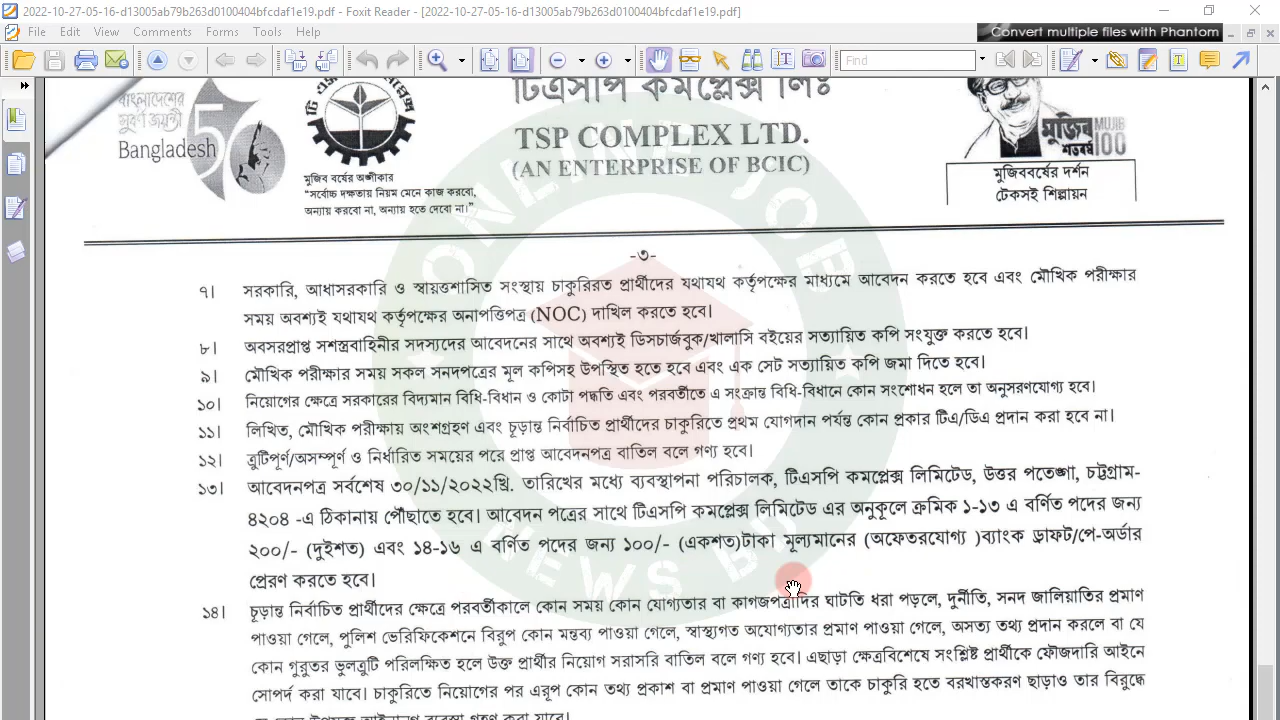 2022-10-27-05-16-d13005ab79b263d0100404bfcdaf1e19.pdf - Foxit Reader - [2022-10-27-05-16-d13005ab79b263d0100404bfcdaf1e19.pdf]
File Edit View Comments Forms Tools Help
Convert multiple files with Phantom
Find
বাংলাদেশের
সুবর্ণ জয়ন্তী
50
Bangladesh
মুজিব বর্ষের অঙ্গীকার
“সর্বোচ্চ দক্ষতায় নিয়ম মেনে কাজ করবো,
অন্যায় করবো না, অন্যায় হতে দেবো না।”
টিএসপি কমপ্লেক্স লিঃ
TSP COMPLEX LTD.
(AN ENTERPRISE OF BCIC)
মুজিব MUJIB
শতবর্ষ 100
মুজিববর্ষের দর্শন
টেকসই শিল্পায়ন
-৩-
৭। সরকারি, আধাসরকারি ও স্বায়ত্তশাসিত সংস্থায় চাকুরিরত প্রার্থীদের যথাযথ কর্তৃপক্ষের মাধ্যমে আবেদন করতে হবে এবং মৌখিক পরীক্ষার
সময় অবশ্যই যথাযথ কর্তৃপক্ষের অনাপত্তিপত্র (NOC) দাখিল করতে হবে।
৮। অবসরপ্রাপ্ত সশস্ত্রবাহিনীর সদস্যদের আবেদনের সাথে অবশ্যই ডিসচার্জবুক/খালাসি বইয়ের সত্যায়িত কপি সংযুক্ত করতে হবে।
৯। মৌখিক পরীক্ষার সময় সকল সনদপত্রের মূল কপিসহ উপস্থিত হতে হবে এবং এক সেট সত্যায়িত কপি জমা দিতে হবে।
১০। নিয়োগের ক্ষেত্রে সরকারের বিদ্যমান বিধি-বিধান ও কোটা পদ্ধতি এবং পরবর্তীতে এ সংক্রান্ত বিধি-বিধানে কোন সংশোধন হলে তা অনুসরণযোগ্য হবে।
১১। লিখিত, মৌখিক পরীক্ষায় অংশগ্রহণ এবং চূড়ান্ত নির্বাচিত প্রার্থীদের চাকুরিতে প্রথম যোগদান পর্যন্ত কোন প্রকার টিএ/ডিএ প্রদান করা হবে না।
১২। ত্রুটিপূর্ণ/অসম্পূর্ণ ও নির্ধারিত সময়ের পরে প্রাপ্ত আবেদনপত্র বাতিল বলে গণ্য হবে।
১৩। আবেদনপত্র সর্বশেষ ৩০/১১/২০২২খ্রি. তারিখের মধ্যে ব্যবস্থাপনা পরিচালক, টিএসপি কমপ্লেক্স লিমিটেড, উত্তর পতেঙ্গা, চট্টগ্রাম-
৪২০৪ -এ ঠিকানায় পৌঁছাতে হবে। আবেদন পত্রের সাথে টিএসপি কমপ্লেক্স লিমিটেড এর অনুকূলে ক্রমিক ১-১৩ এ বর্ণিত পদের জন্য
২০০/- (দুইশত) এবং ১৪-১৬ এ বর্ণিত পদের জন্য ১০০/- (একশত)টাকা মূল্যমানের (অফেতরযোগ্য )ব্যাংক ড্রাফট/পে-অর্ডার
প্রেরণ করতে হবে।
১৪। চূড়ান্ত নির্বাচিত প্রার্থীদের ক্ষেত্রে পরবর্তীকালে কোন সময় কোন যোগ্যতার বা কাগজপত্রাদির ঘাটতি ধরা পড়লে, দুর্নীতি, সনদ জালিয়াতির প্রমাণ
পাওয়া গেলে, পুলিশ ভেরিফিকেশনে বিরুপ কোন মন্তব্য পাওয়া গেলে, স্বাস্থ্যগত অযোগ্যতার প্রমাণ পাওয়া গেলে, অসত্য তথ্য প্রদান করলে বা যে
কোন গুরুতর ভুলত্রুটি পরিলক্ষিত হলে উক্ত প্রার্থীর নিয়োগ সরাসরি বাতিল বলে গণ্য হবে। এছাড়া ক্ষেত্রবিশেষে সংশ্লিষ্ট প্রার্থীকে ফৌজদারি আইনে
সোপর্দ করা যাবে। চাকুরিতে নিয়োগের পর এরূপ কোন তথ্য প্রকাশ বা প্রমাণ পাওয়া গেলে তাকে চাকুরি হতে বরখাস্তকরণ ছাড়াও তার বিরুদ্ধে
ONLINE JOB
NEWS BD